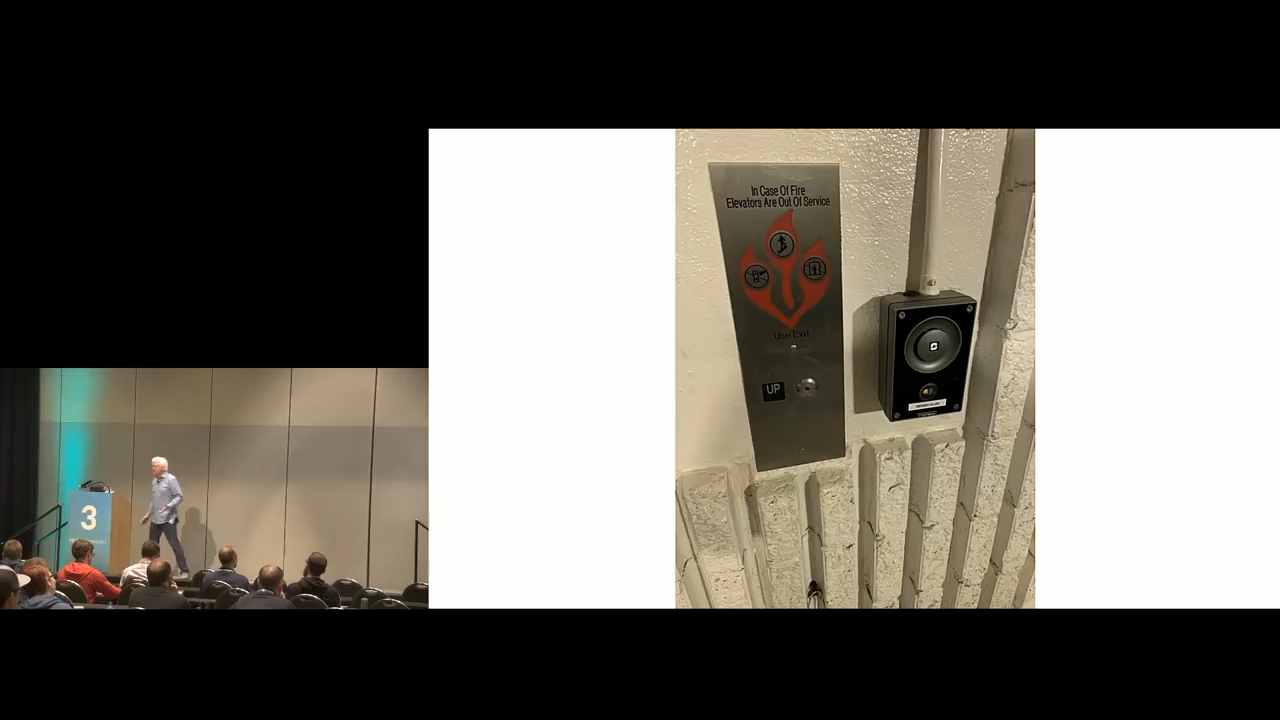 In Case Of Fire
Elevators Are Out Of Service
Use Exit
UP
3